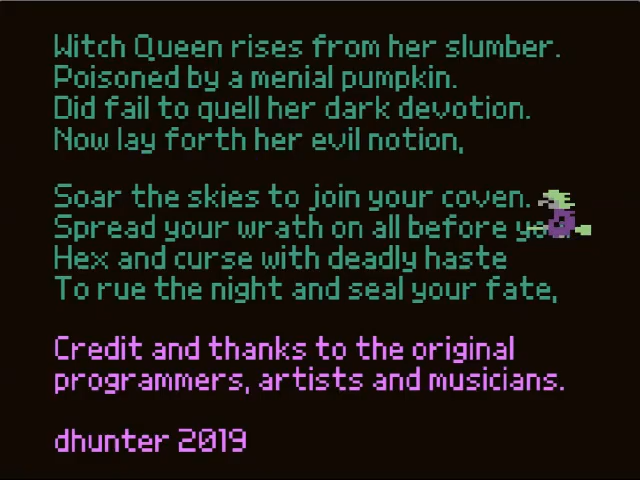 Witch Queen rises from her slumber.
Poisoned by a menial pumpkin.
Did fail to quell her dark devotion.
Now lay forth her evil notion,
Soar the skies to join your coven.
Spread your wrath on all before you
Hex and curse with deadly haste
To rue the night and seal your fate,
Credit and thanks to the original
programmers, artists and musicians.
dhunter 2019